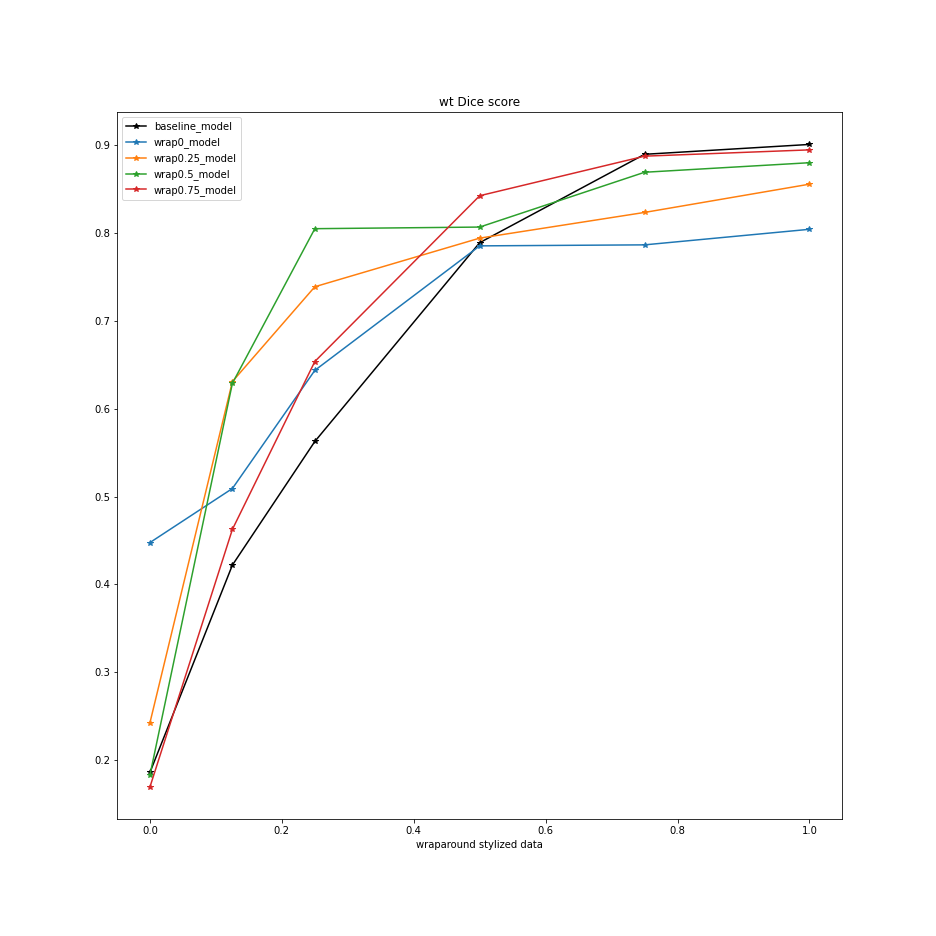 wt Dice score
baseline_model
wrap0_model
wrap0.25_model
wrap0.5_model
wrap0.75_model
0.9
0.8
0.7
0.6
0.5
0.4
0.3
0.2
0.0 0.2 0.4 0.6 0.8 1.0
wraparound stylized data